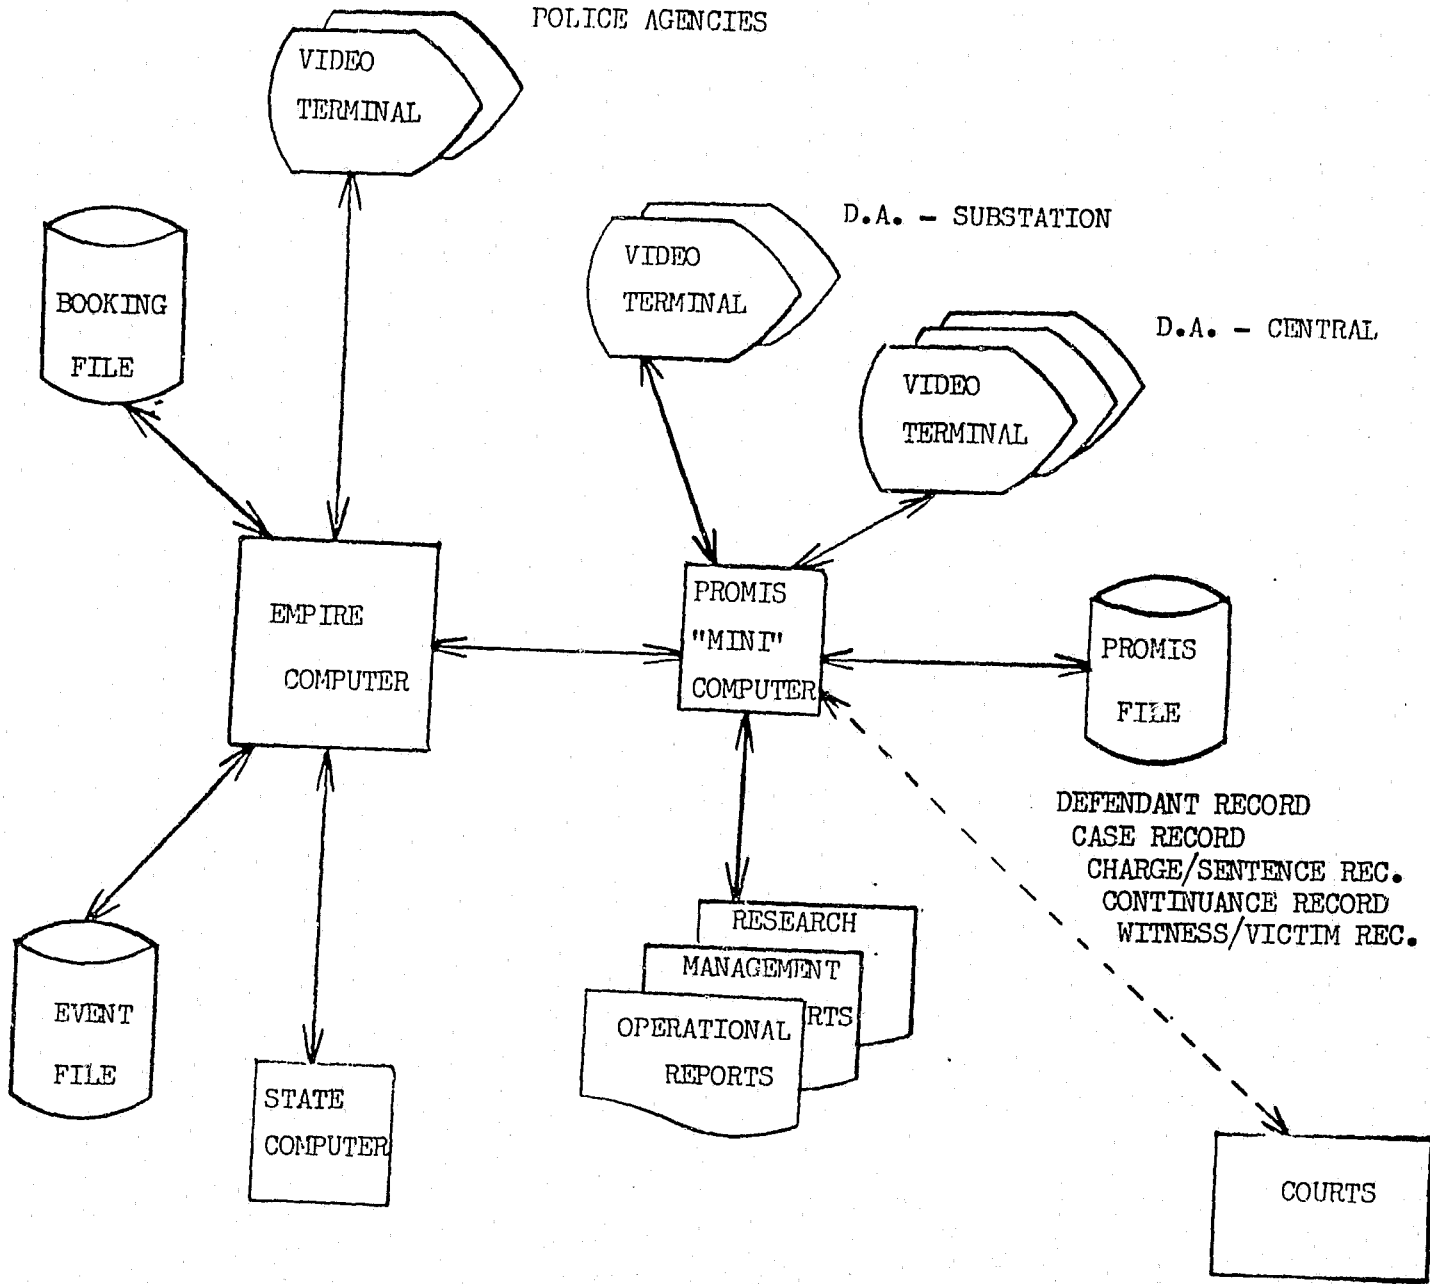 POLICE AGENCIES
VIDEO
TERMINAL
D.A. - SUBSTATION
VIDEO
TERMINAL
D.A. - CENTRAL
VIDEO
TERMINAL
BOOKING
FILE
EMPIRE
COMPUTER
PROMIS
"MINI"
COMPUTER
PROMIS
FILE
DEFENDANT RECORD
CASE RECORD
CHARGE/SENTENCE REC.
CONTINUANCE RECORD
WITNESS/VICTIM REC.
RESEARCH
MANAGEMENT
RTS
OPERATIONAL
REPORTS
EVENT
FILE
STATE
COMPUTER
COURTS